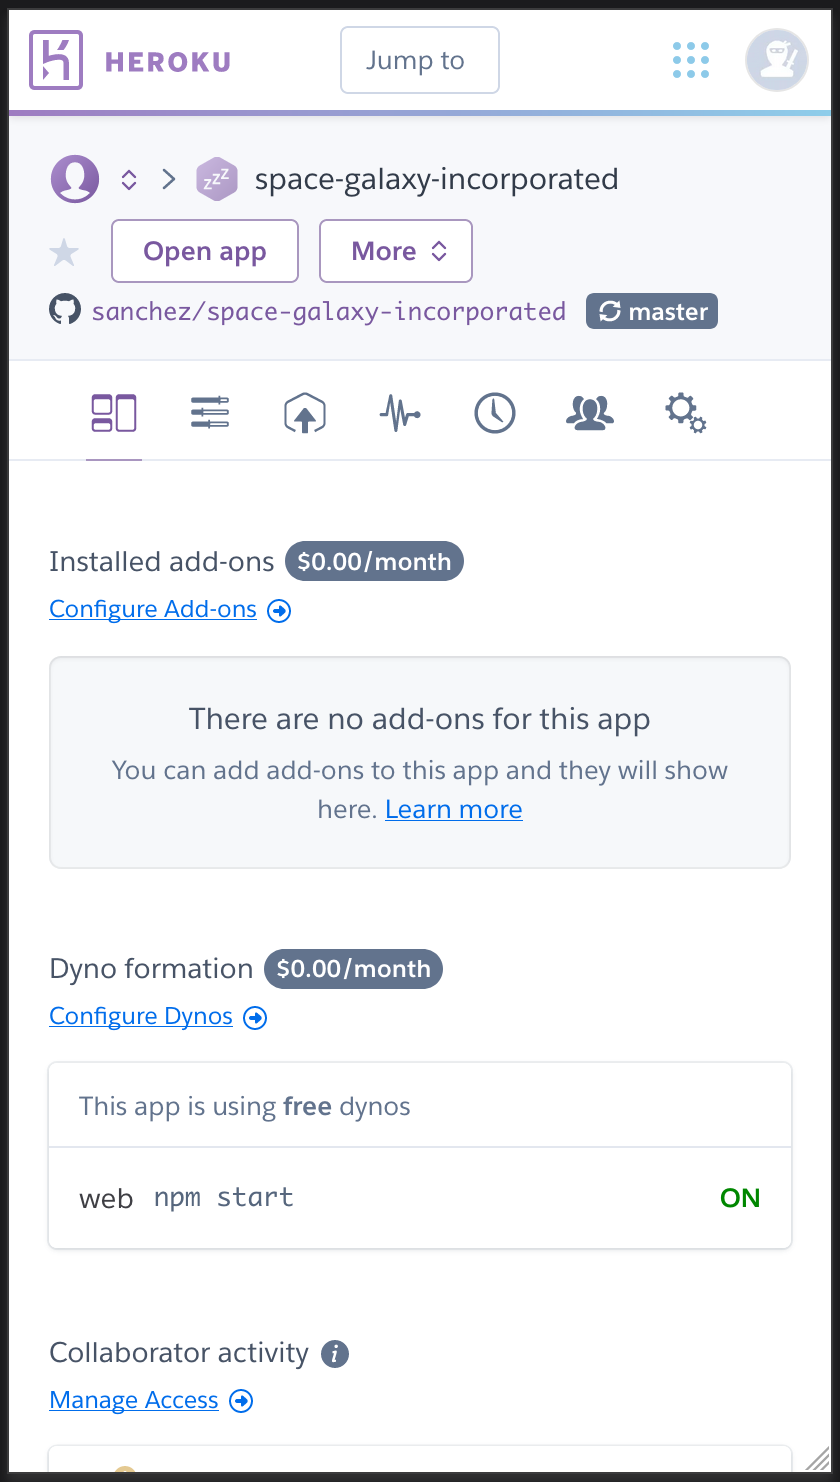 HEROKU
Jump to
zzz
space-galaxy-incorporated
Open app
More
sanchez/space-galaxy-incorporated
master
Installed add-ons
$0.00/month
Configure Add-ons
There are no add-ons for this app
You can add add-ons to this app and they will show
here. Learn more
Dyno formation
$0.00/month
Configure Dynos
This app is using free dynos
web npm start
ON
Collaborator activity
i
Manage Access